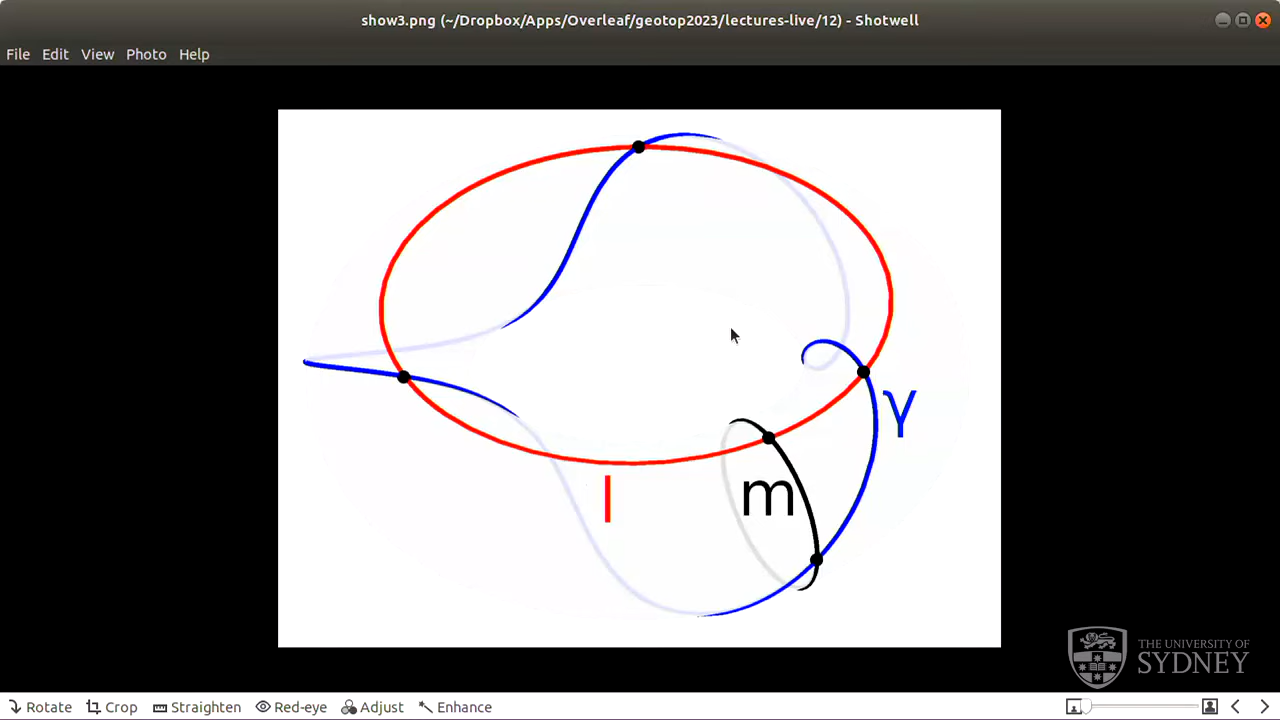 show3.png (~/Dropbox/Apps/Overleaf/geotop2023/lectures-live/12) - Shotwell
File Edit View Photo Help
γ
m
l
THE UNIVERSITY OF
SYDNEY
Rotate Crop Straighten Red-eye Adjust Enhance